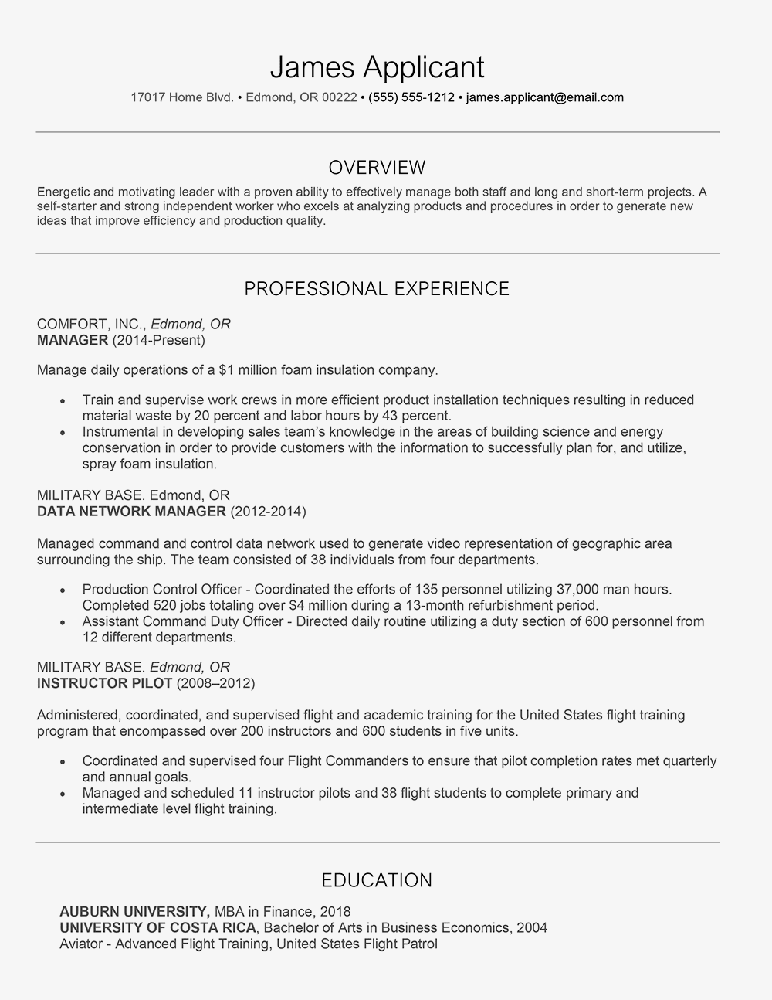 James Applicant
17017 Home Blvd. • Edmond, OR 00222 • (555) 555-1212 • james.applicant@email.com
OVERVIEW
Energetic and motivating leader with a proven ability to effectively manage both staff and long and short-term projects. A
self-starter and strong independent worker who excels at analyzing products and procedures in order to generate new
ideas that improve efficiency and production quality.
PROFESSIONAL EXPERIENCE
COMFORT, INC., Edmond, OR
MANAGER (2014-Present)
Manage daily operations of a $1 million foam insulation company.
• Train and supervise work crews in more efficient product installation techniques resulting in reduced
material waste by 20 percent and labor hours by 43 percent.
• Instrumental in developing sales team’s knowledge in the areas of building science and energy
conservation in order to provide customers with the information to successfully plan for, and utilize,
spray foam insulation.
MILITARY BASE. Edmond, OR
DATA NETWORK MANAGER (2012-2014)
Managed command and control data network used to generate video representation of geographic area
surrounding the ship. The team consisted of 38 individuals from four departments.
• Production Control Officer - Coordinated the efforts of 135 personnel utilizing 37,000 man hours.
Completed 520 jobs totaling over $4 million during a 13-month refurbishment period.
• Assistant Command Duty Officer - Directed daily routine utilizing a duty section of 600 personnel from
12 different departments.
MILITARY BASE. Edmond, OR
INSTRUCTOR PILOT (2008–2012)
Administered, coordinated, and supervised flight and academic training for the United States flight training
program that encompassed over 200 instructors and 600 students in five units.
• Coordinated and supervised four Flight Commanders to ensure that pilot completion rates met quarterly
and annual goals.
• Managed and scheduled 11 instructor pilots and 38 flight students to complete primary and
intermediate level flight training.
EDUCATION
AUBURN UNIVERSITY, MBA in Finance, 2018
UNIVERSITY OF COSTA RICA, Bachelor of Arts in Business Economics, 2004
Aviator - Advanced Flight Training, United States Flight Patrol